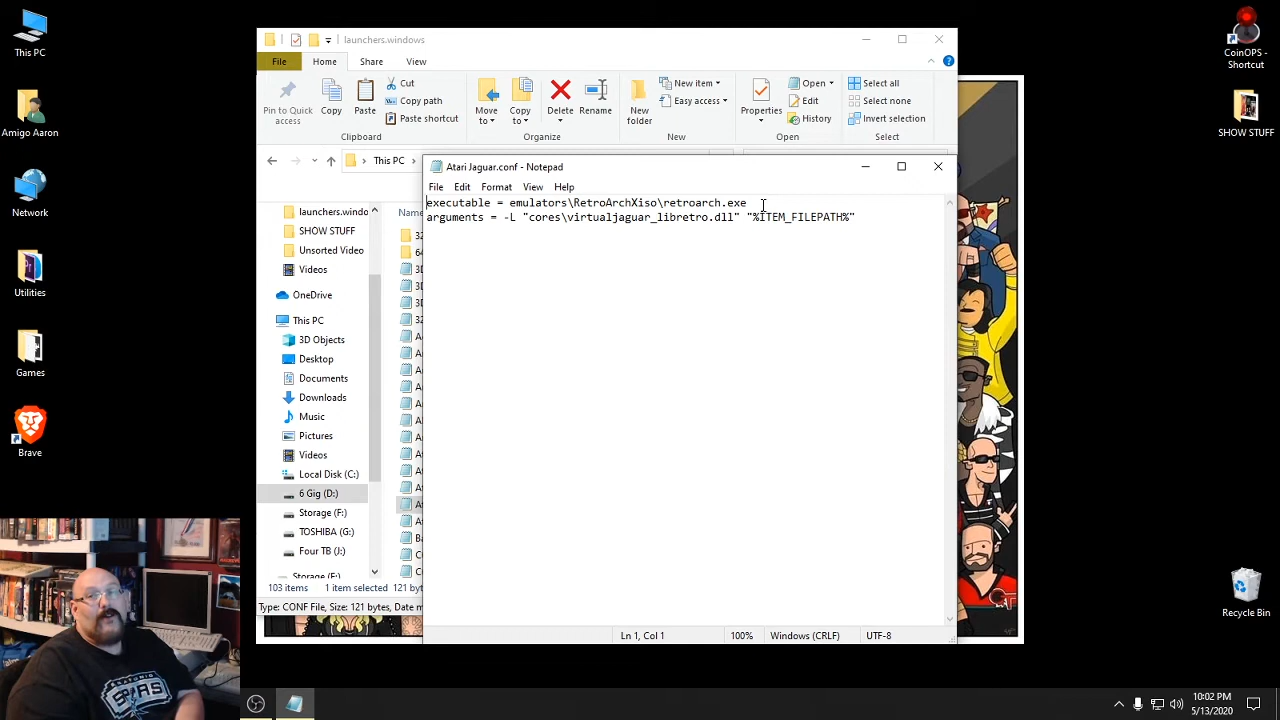 This PC
Amigo Aaron
Network
Utilities
Games
Brave
launchers.windows
File
Home
Share
View
Pin to Quick access
Copy
Paste
Cut
Copy path
Paste shortcut
Clipboard
Move to
Copy to
Delete
Rename
Organize
New folder
New item
Easy access
New
Properties
Open
Edit
History
Open
Select all
Select none
Invert selection
Select
This PC
launchers.windo
SHOW STUFF
Unsorted Video
Videos
OneDrive
This PC
3D Objects
Desktop
Documents
Downloads
Music
Pictures
Videos
Local Disk (C:)
6 Gig (D:)
Storage (F:)
TOSHIBA (G:)
Four TB (J:)
103 items
1 item selected
121 byt
Type: CONF File, Size: 121 bytes, Date m
Atari Jaguar.conf - Notepad
File
Edit
Format
View
Help
executable = emulators\RetroArchXiso\retroarch.exe
arguments = -L "cores\virtualjaguar_libretro.dll" "%ITEM_FILEPATH%"
Ln 1, Col 1
100%
Windows (CRLF)
UTF-8
CoinOPS -
Shortcut
SHOW STUFF
Recycle Bin
SPURS
10:02 PM
5/13/2020